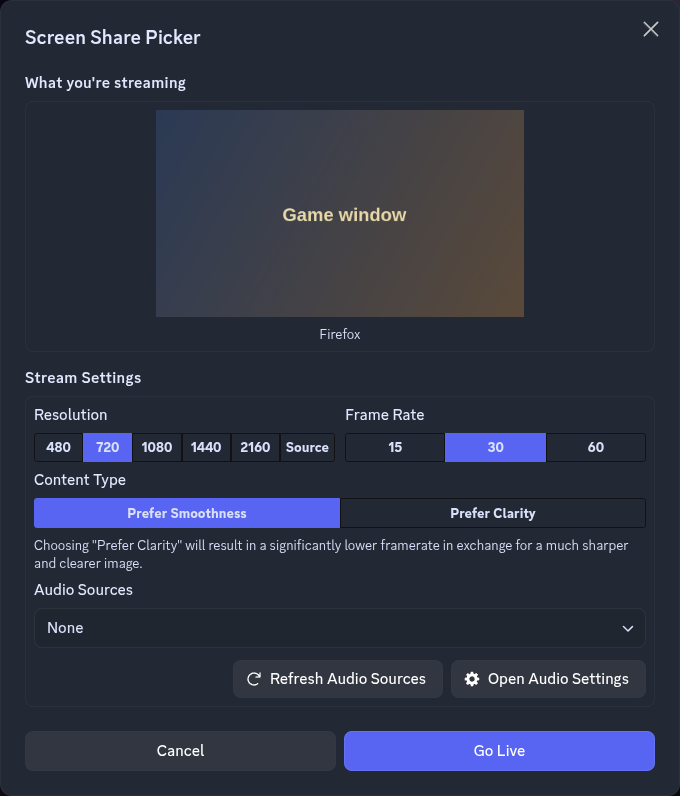 Screen Share Picker
What you're streaming
Game window
Firefox
Stream Settings
Resolution
Frame Rate
480 720 1080 1440 2160 Source
15 30 60
Content Type
Prefer Smoothness Prefer Clarity
Choosing "Prefer Clarity" will result in a significantly lower framerate in exchange for a much sharper
and clearer image.
Audio Sources
None
Refresh Audio Sources Open Audio Settings
Cancel Go Live